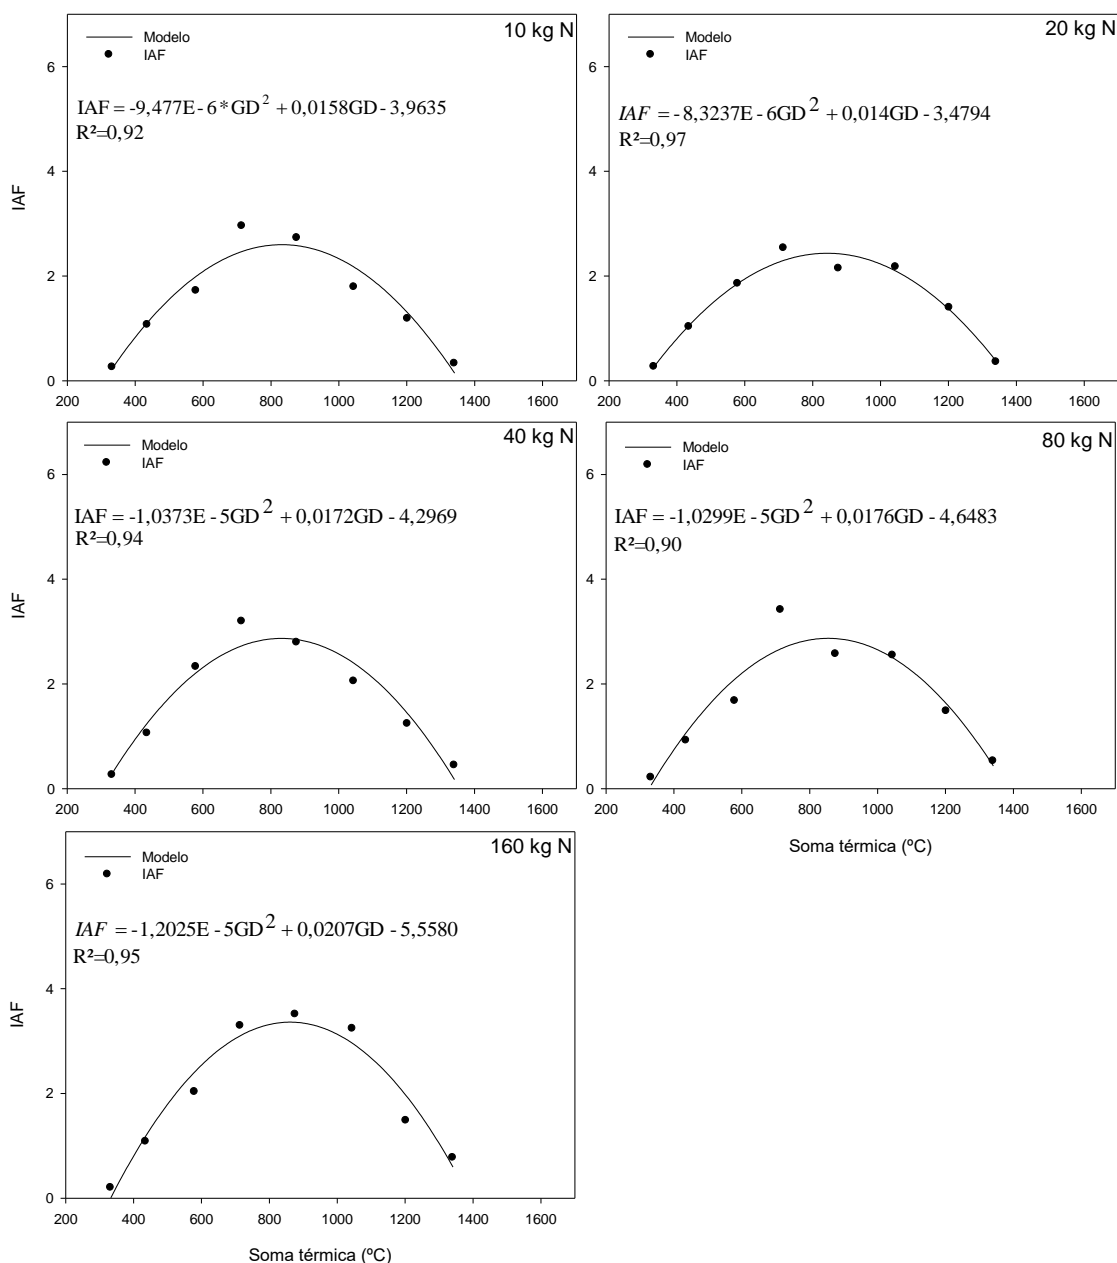 10 kg N
Modelo
IAF
IAF = -9,477E - 6*GD² + 0,0158GD - 3,9635
R²=0,92
IAF
6
4
2
0
200 400 600 800 1000 1200 1400 1600
20 kg N
Modelo
IAF
IAF = -8,3237E - 6GD² + 0,014GD - 3,4794
R²=0,97
6
4
2
0
200 400 600 800 1000 1200 1400 1600
40 kg N
Modelo
IAF
IAF = -1,0373E - 5GD² + 0,0172GD - 4,2969
R²=0,94
IAF
6
4
2
0
200 400 600 800 1000 1200 1400 1600
80 kg N
Modelo
IAF
IAF = -1,0299E - 5GD² + 0,0176GD - 4,6483
R²=0,90
6
4
2
0
200 400 600 800 1000 1200 1400 1600
Soma térmica (ºC)
160 kg N
Modelo
IAF
IAF = -1,2025E - 5GD² + 0,0207GD - 5,5580
R²=0,95
IAF
6
4
2
0
200 400 600 800 1000 1200 1400 1600
Soma térmica (ºC)